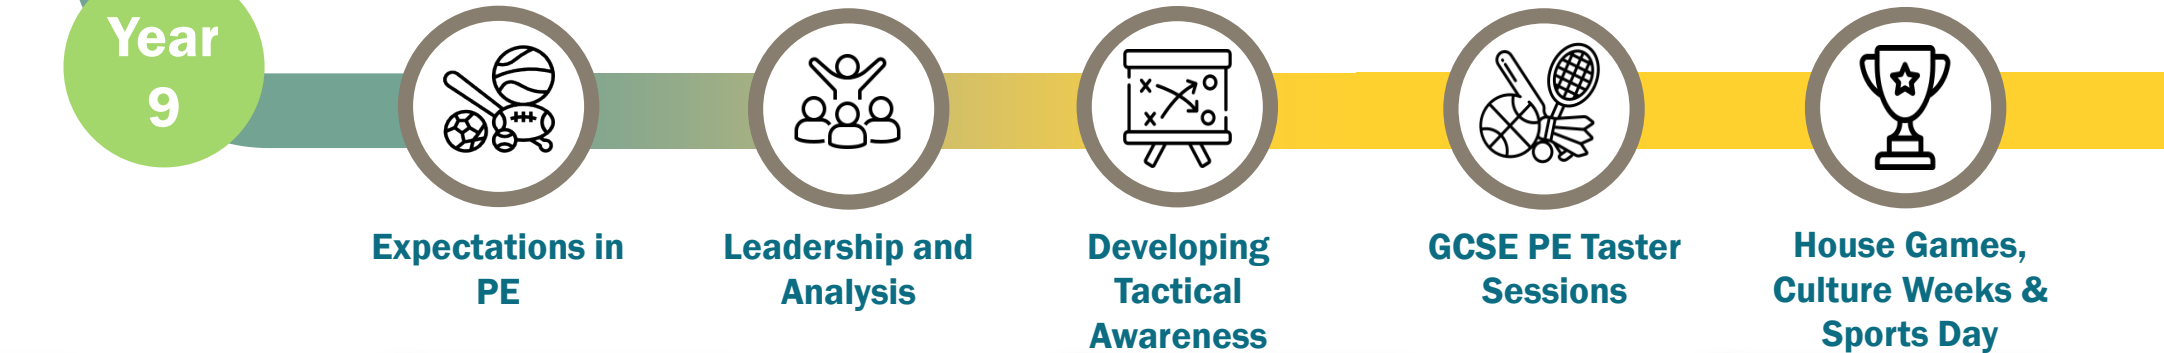 Year
9
Expectations in
PE
Leadership and
Analysis
Developing
Tactical
Awareness
GCSE PE Taster
Sessions
House Games,
Culture Weeks &
Sports Day